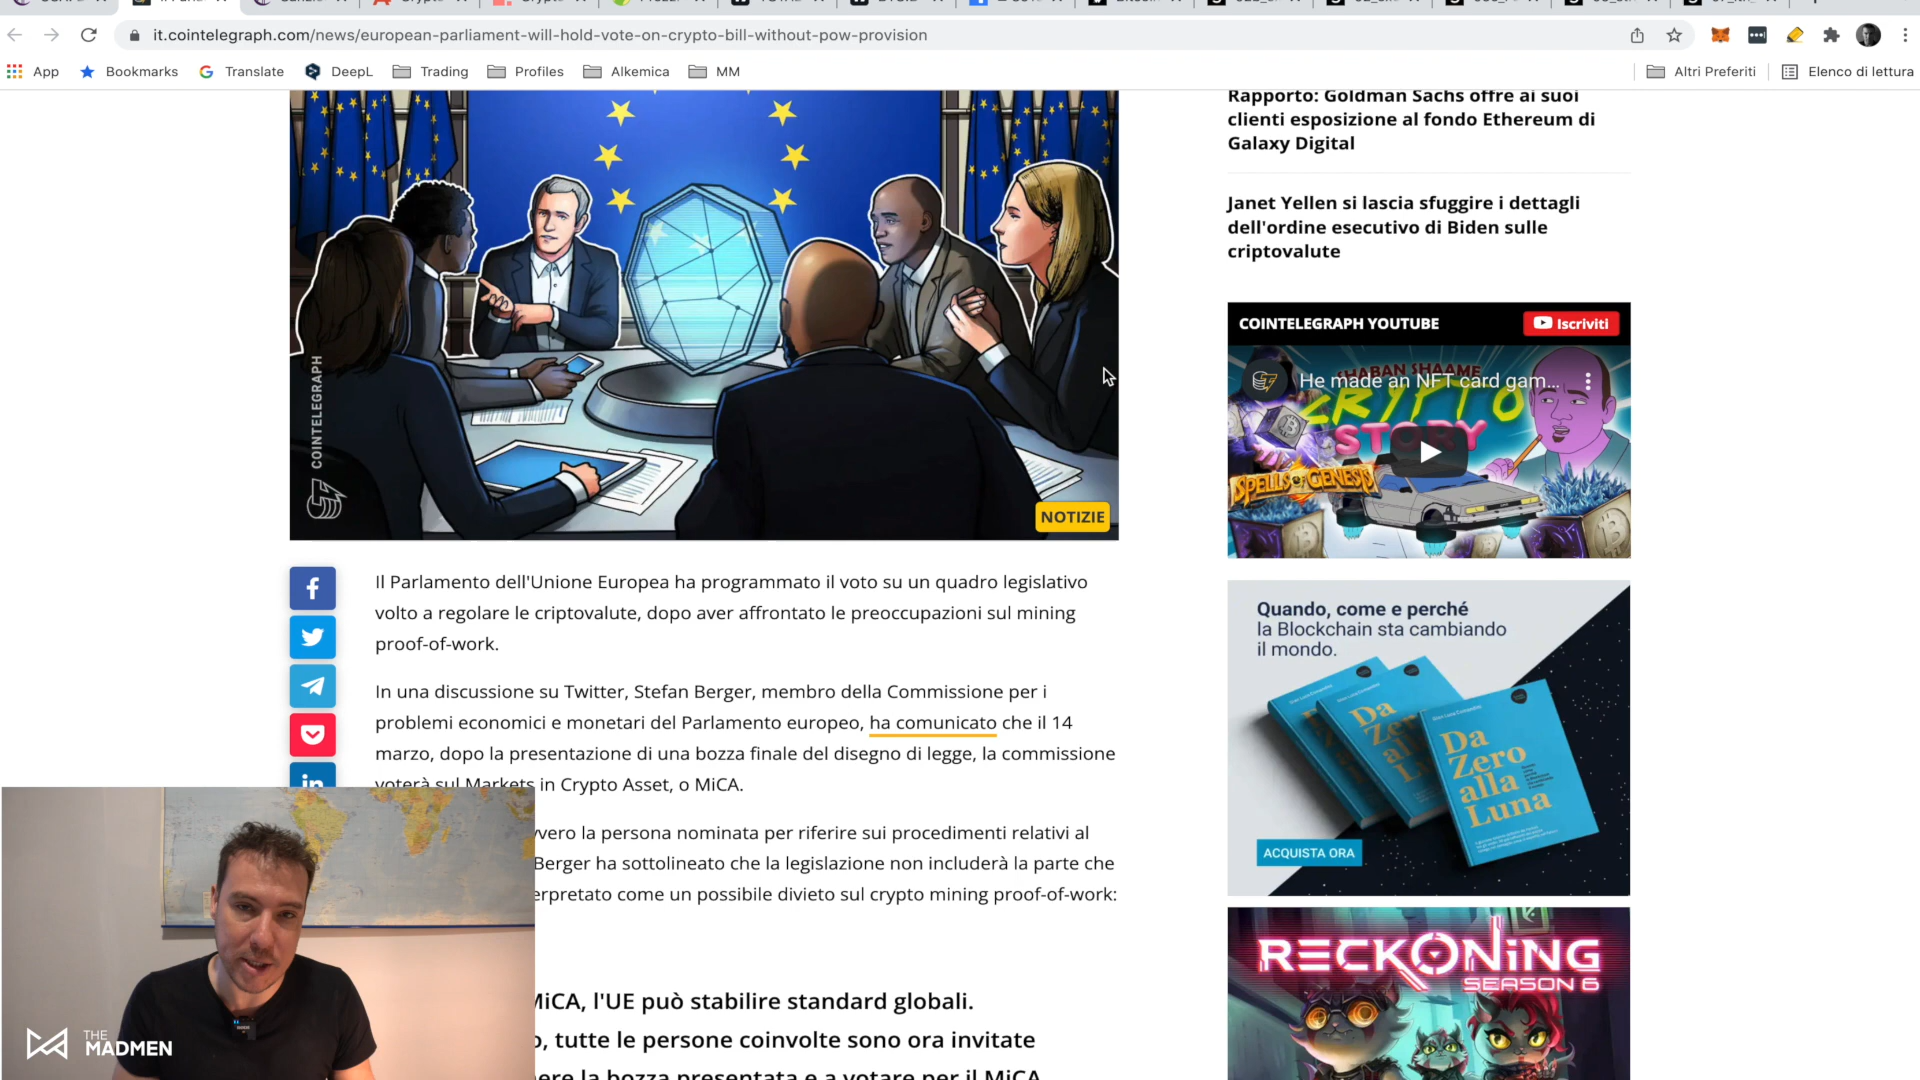 it.cointelegraph.com/news/european-parliament-will-hold-vote-on-crypto-bill-without-pow-provision
App
Bookmarks
Translate
DeepL
Trading
Profiles
Alkemica
MM
Altri Preferiti
Elenco di lettura
COINTELEGRAPH
NOTIZIE
Il Parlamento dell'Unione Europea ha programmato il voto su un quadro legislativo
volto a regolare le criptovalute, dopo aver affrontato le preoccupazioni sul mining
proof-of-work.
In una discussione su Twitter, Stefan Berger, membro della Commissione per i
problemi economici e monetari del Parlamento europeo, ha comunicato che il 14
marzo, dopo la presentazione di una bozza finale del disegno di legge, la commissione
voterà sul Markets in Crypto Asset, o MiCA.
vvero la persona nominata per riferire sui procedimenti relativi al
Berger ha sottolineato che la legislazione non includerà la parte che
erpretato come un possibile divieto sul crypto mining proof-of-work:
MiCA, l'UE può stabilire standard globali.
o, tutte le persone coinvolte sono ora invitate
ere la bozza presentata e a votare per il MiCA
Rapporto: Goldman Sachs offre ai suoi
clienti esposizione al fondo Ethereum di
Galaxy Digital
Janet Yellen si lascia sfuggire i dettagli
dell'ordine esecutivo di Biden sulle
criptovalute
COINTELEGRAPH YOUTUBE
Iscriviti
He made an NFT card gam...
SHABAN SHAAME
CRYPTO
STORY
SPELLS OF GENESIS
Quando, come e perché
la Blockchain sta cambiando
il mondo.
Da
Zero
alla
Luna
ACQUISTA ORA
RECKONING
SEASON 6
THE
MADMEN